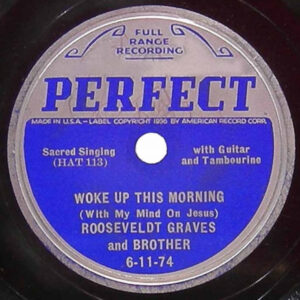 FULL
RANGE
RECORDING
PERFECT
MADE IN U.S.A.-LABEL COPYRIGHT 1936 BY AMERICAN RECORD CORP.
Sacred Singing
(HAT 113)
with Guitar
and Tambourine
WOKE UP THIS MORNING
(With My Mind On Jesus)
ROOSEVELDT GRAVES
and BROTHER
6-11-74